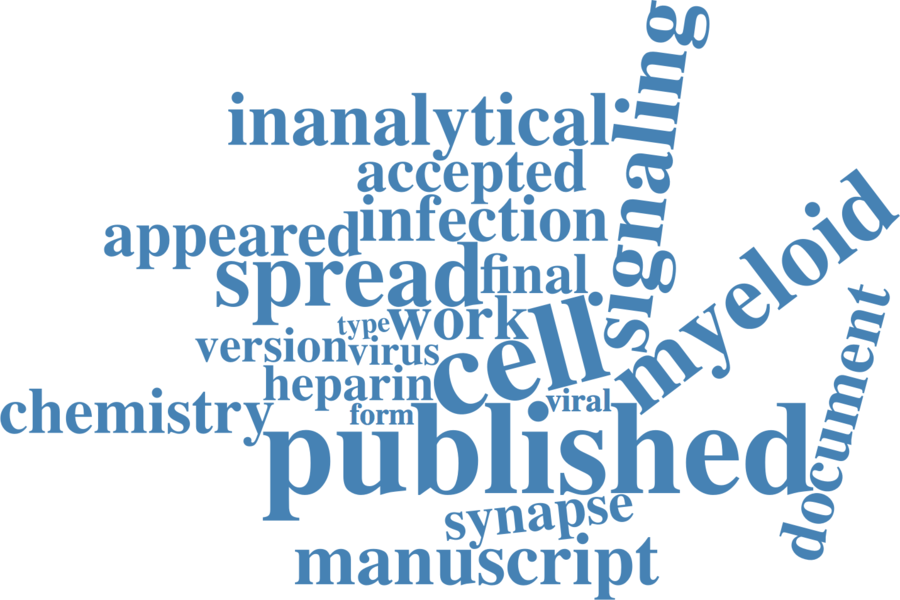 signaling
inanalytical
accepted
myeloid
infection
appeared
spread
final
document
work
type
cell
version
virus
heparin
viral
chemistry
form
published
synapse
manuscript